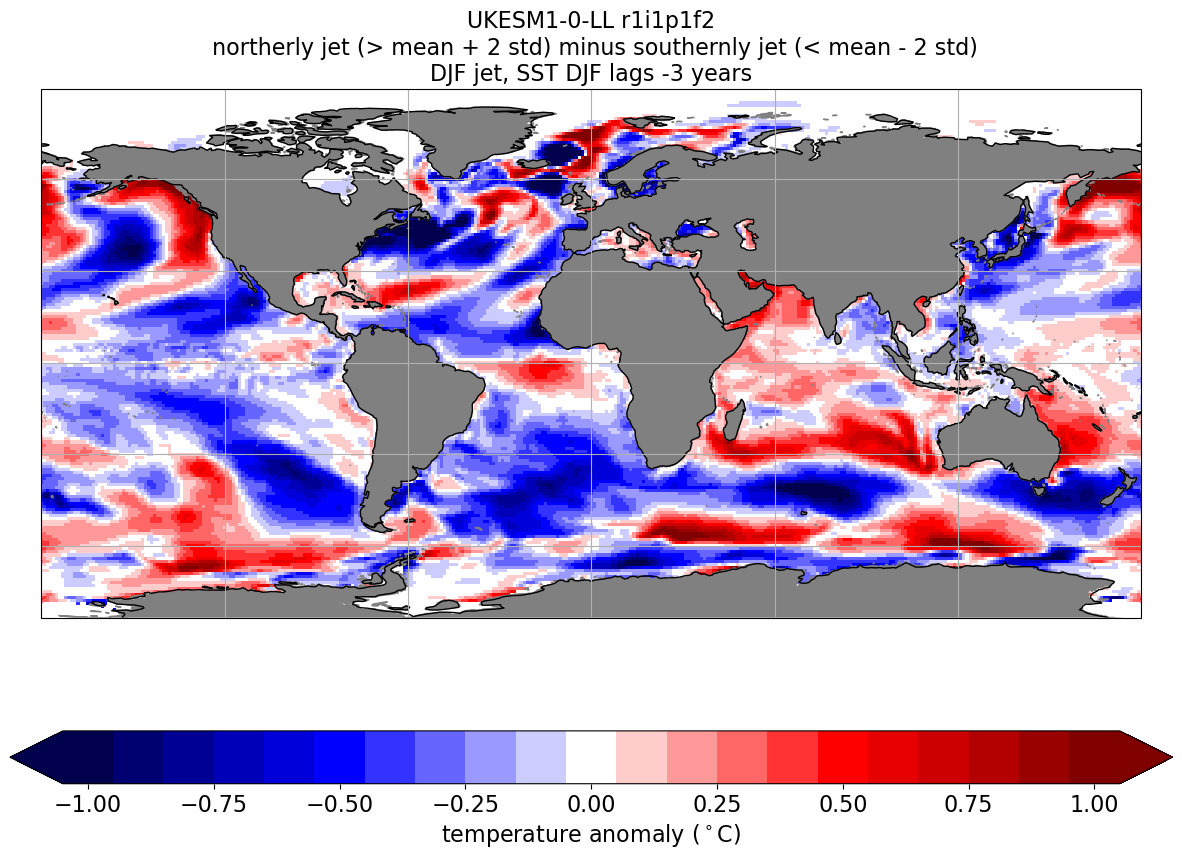 UKESM1-0-LL r1i1p1f2
northerly jet (> mean + 2 std) minus southernly jet (< mean - 2 std)
DJF jet, SST DJF lags -3 years
−1.00 −0.75 −0.50 −0.25 0.00 0.25 0.50 0.75 1.00
temperature anomaly (°C)